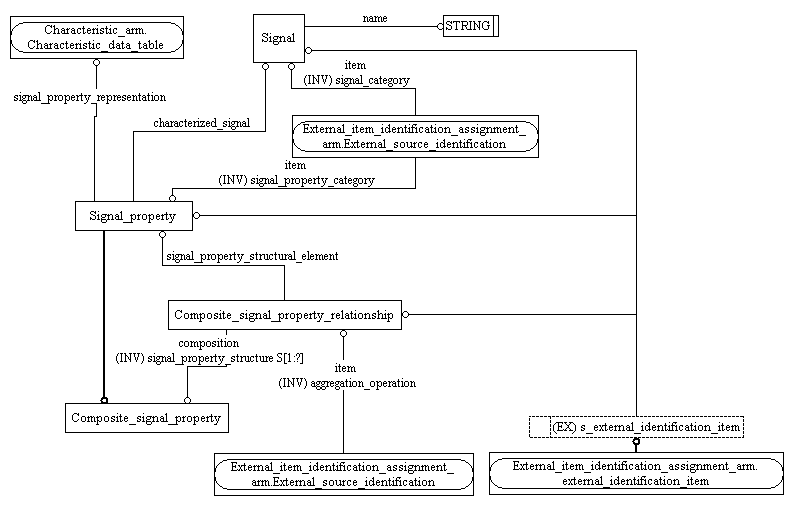 Characteristic_arm.
Characteristic_data_table
Signal
name
STRING
item
(INV) signal_category
signal_property_representation
characterized_signal
External_item_identification_assignment_
arm.External_source_identification
item
(INV) signal_property_category
Signal_property
signal_property_structural_element
Composite_signal_property_relationship
composition
(INV) signal_property_structure S[1:?]
item
(INV) aggregation_operation
Composite_signal_property
(EX) s_external_identification_item
External_item_identification_assignment_
arm.External_source_identification
External_item_identification_assignment_arm.
external_identification_item